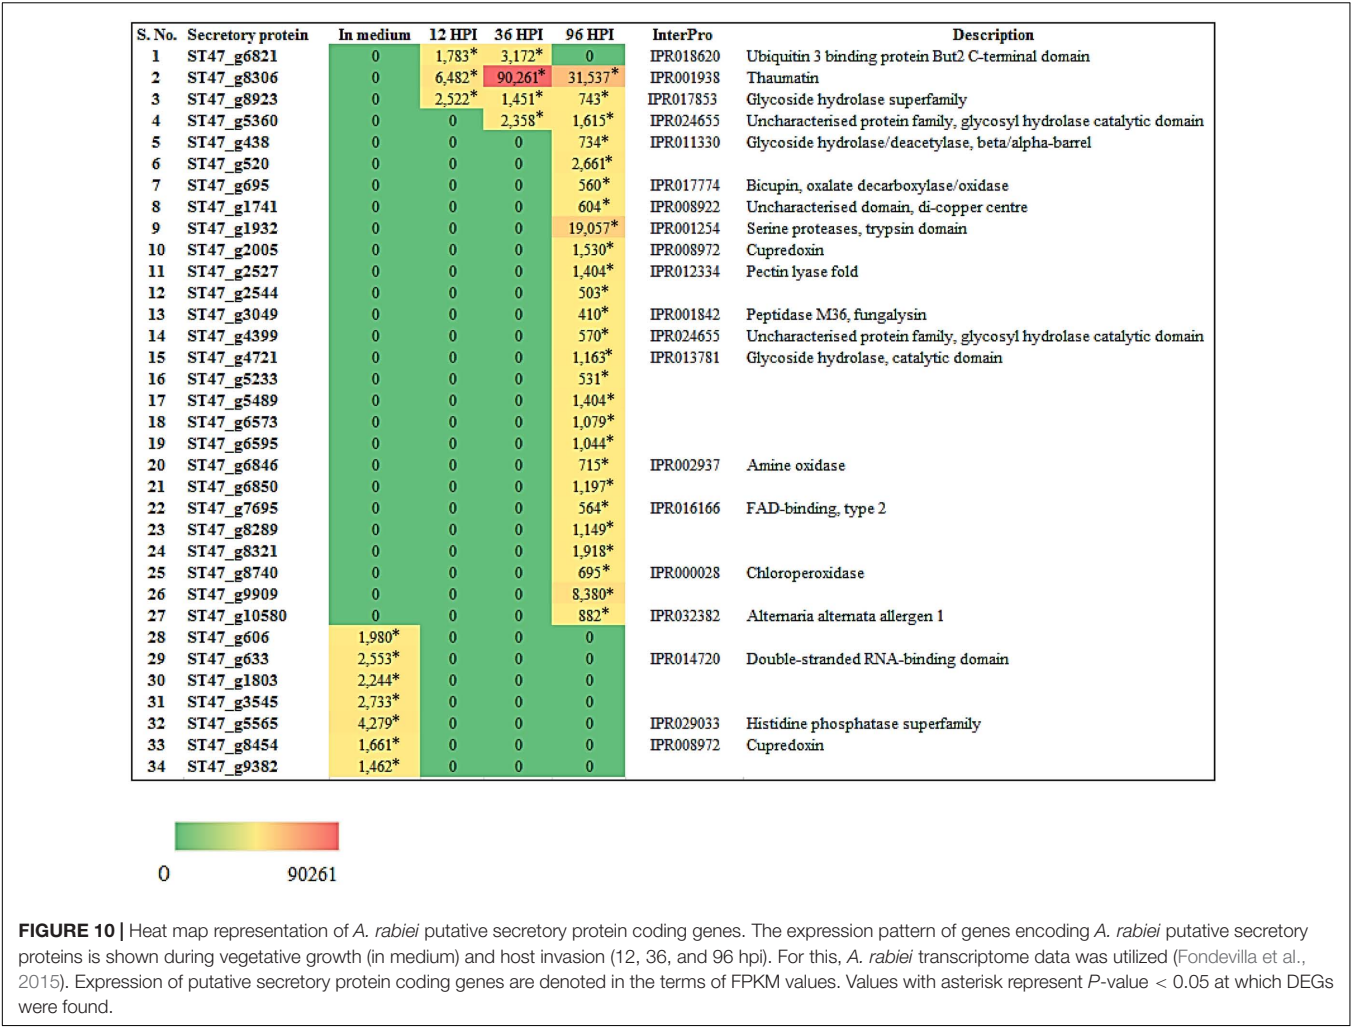 S. No. Secretory protein In medium 12 HPI 36 HPI 96 HPI InterPro Description
1 ST47_g6821 0 1,783* 3,172* 0 IPR018620 Ubiquitin 3 binding protein But2 C-terminal domain
2 ST47_g8306 0 6,482* 90,261* 31,537* IPR001938 Thaumatin
3 ST47_g8923 0 2,522* 1,451* 743* IPR017853 Glycoside hydrolase superfamily
4 ST47_g5360 0 0 2,358* 1,615* IPR024655 Uncharacterised protein family, glycosyl hydrolase catalytic domain
5 ST47_g438 0 0 0 734* IPR011330 Glycoside hydrolase/deacetylase, beta/alpha-barrel
6 ST47_g520 0 0 0 2,661*
7 ST47_g695 0 0 0 560* IPR017774 Bicupin, oxalate decarboxylase/oxidase
8 ST47_g1741 0 0 0 604* IPR008922 Uncharacterised domain, di-copper centre
9 ST47_g1932 0 0 0 19,057* IPR001254 Serine proteases, trypsin domain
10 ST47_g2005 0 0 0 1,530* IPR008972 Cupredoxin
11 ST47_g2527 0 0 0 1,404* IPR012334 Pectin lyase fold
12 ST47_g2544 0 0 0 503*
13 ST47_g3049 0 0 0 410* IPR001842 Peptidase M36, fungalysin
14 ST47_g4399 0 0 0 570* IPR024655 Uncharacterised protein family, glycosyl hydrolase catalytic domain
15 ST47_g4721 0 0 0 1,163* IPR013781 Glycoside hydrolase, catalytic domain
16 ST47_g5233 0 0 0 531*
17 ST47_g5489 0 0 0 1,404*
18 ST47_g6573 0 0 0 1,079*
19 ST47_g6595 0 0 0 1,044*
20 ST47_g6846 0 0 0 715* IPR002937 Amine oxidase
21 ST47_g6850 0 0 0 1,197*
22 ST47_g7695 0 0 0 564* IPR016166 FAD-binding, type 2
23 ST47_g8289 0 0 0 1,149*
24 ST47_g8321 0 0 0 1,918*
25 ST47_g8740 0 0 0 695* IPR000028 Chloroperoxidase
26 ST47_g9909 0 0 0 8,380*
27 ST47_g10580 0 0 0 882* IPR032382 Alternaria alternata allergen 1
28 ST47_g606 1,980* 0 0 0
29 ST47_g633 2,553* 0 0 0 IPR014720 Double-stranded RNA-binding domain
30 ST47_g1803 2,244* 0 0 0
31 ST47_g3545 2,733* 0 0 0
32 ST47_g5565 4,279* 0 0 0 IPR029033 Histidine phosphatase superfamily
33 ST47_g8454 1,661* 0 0 0 IPR008972 Cupredoxin
34 ST47_g9382 1,462* 0 0 0
0 90261
FIGURE 10 | Heat map representation of A. rabiei putative secretory protein coding genes. The expression pattern of genes encoding A. rabiei putative secretory
proteins is shown during vegetative growth (in medium) and host invasion (12, 36, and 96 hpi). For this, A. rabiei transcriptome data was utilized (Fondevilla et al.,
2015). Expression of putative secretory protein coding genes are denoted in the terms of FPKM values. Values with asterisk represent P-value < 0.05 at which DEGs
were found.